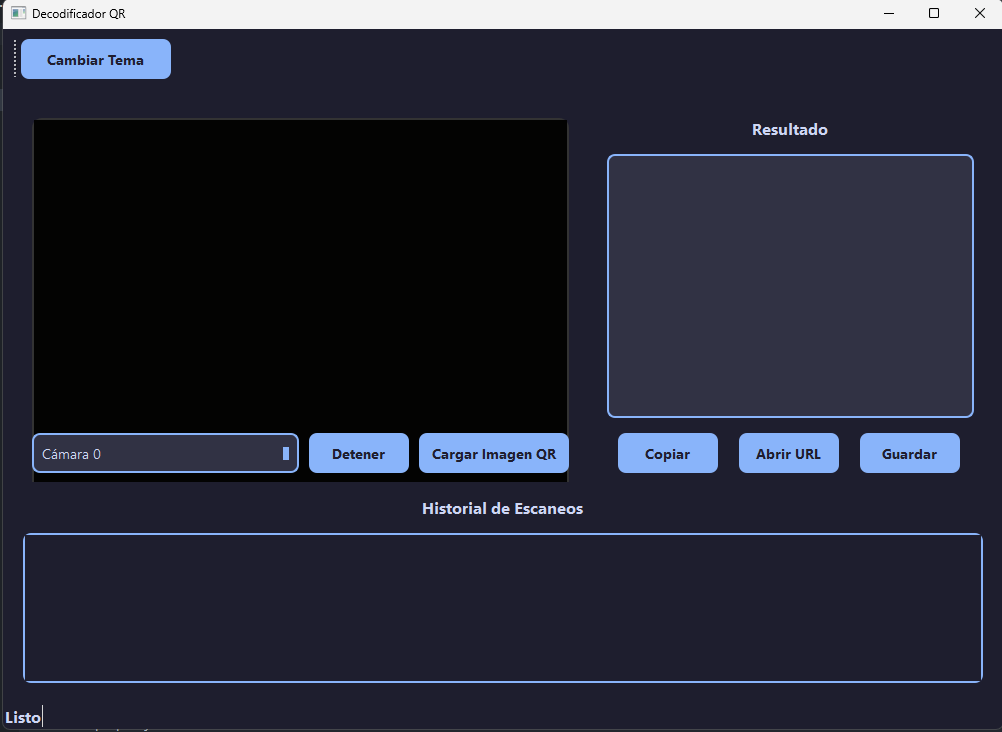 Decodificador QR
Cambiar Tema
Resultado
Cámara 0
Detener
Cargar Imagen QR
Copiar
Abrir URL
Guardar
Historial de Escaneos
Listo